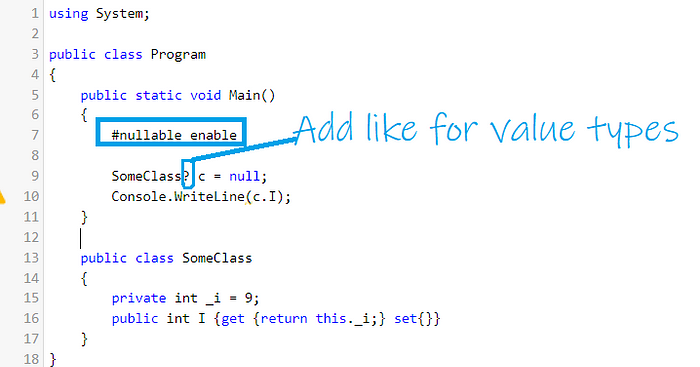 1 using System;
2
3 public class Program
4 {
5 public static void Main()
6 {
7 #nullable enable
Add like for value types
8
9 SomeClass? c = null;
10 Console.WriteLine(c.I);
11 }
12
13 public class SomeClass
14 {
15 private int _i = 9;
16 public int I {get {return this._i;} set{}}
17 }
18 }